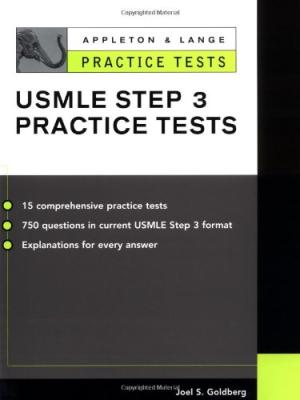 APPLETON & LANGE
PRACTICE TESTS
USMLE STEP 3
PRACTICE TESTS
15 comprehensive practice tests
750 questions in current USMLE Step 3 format
Explanations for every answer
Joel S. Goldberg